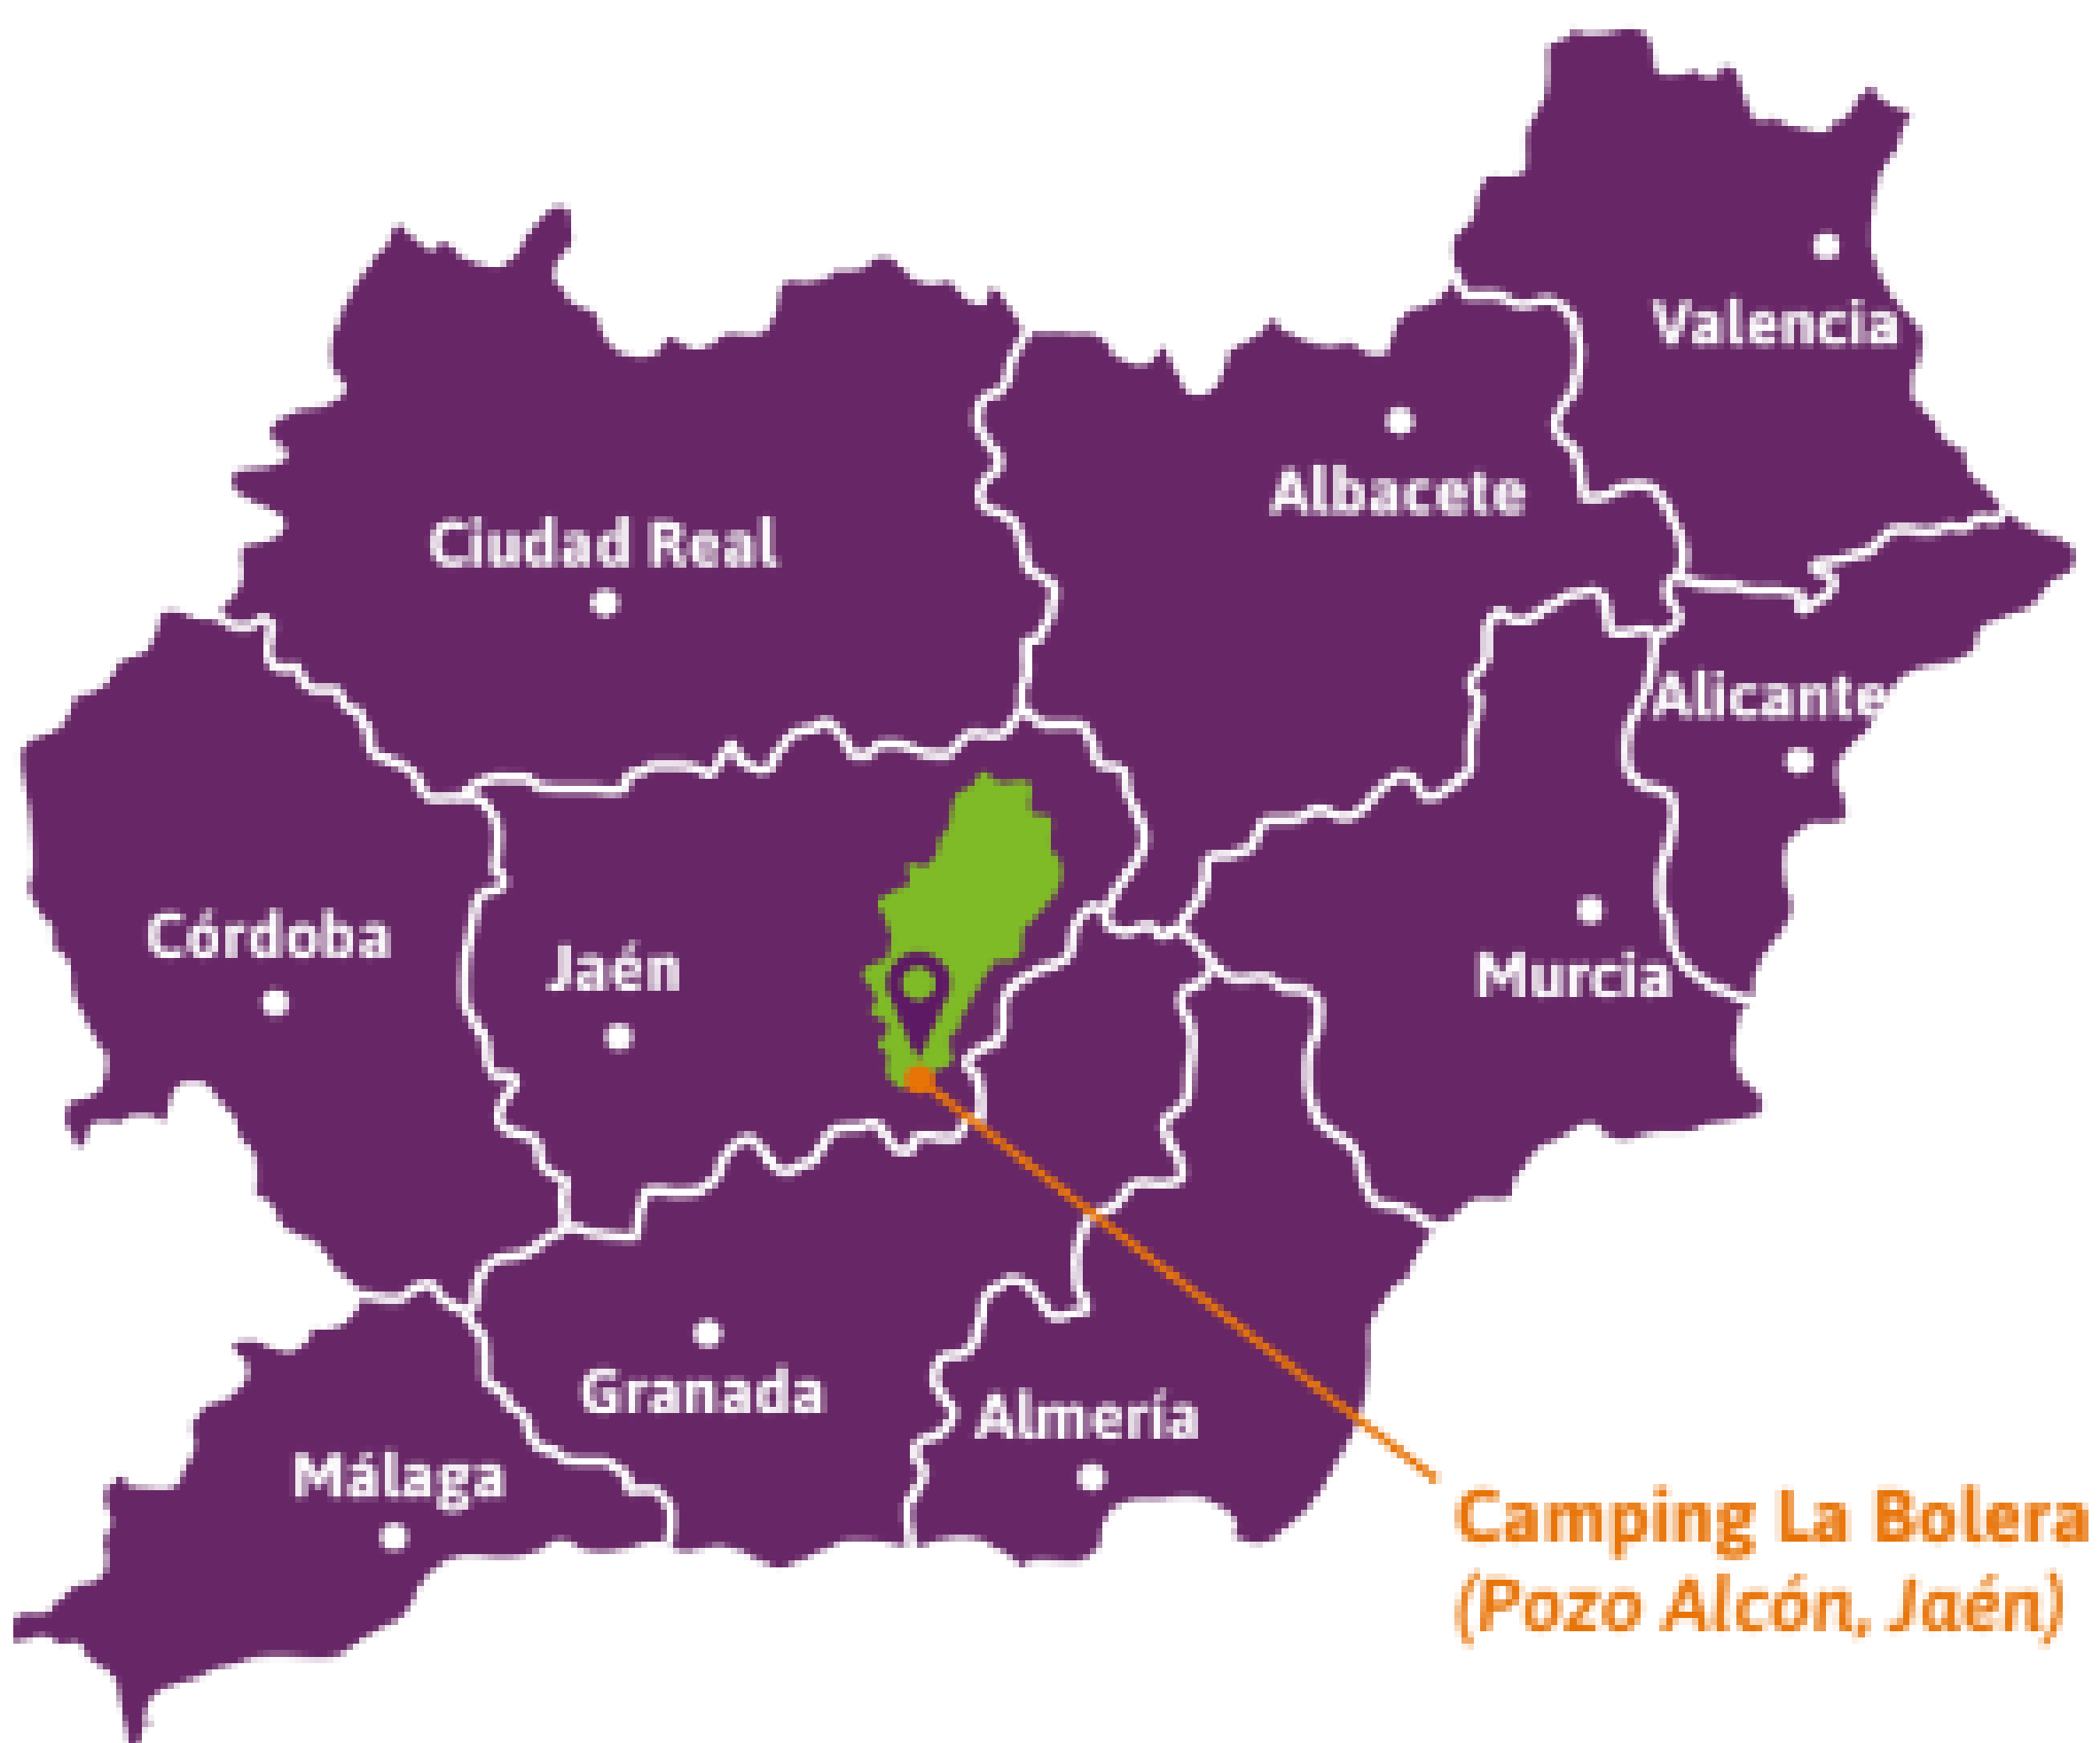 Valencia
Albacete
Ciudad Real
Alicante
Córdoba
Jaén
Murcia
Granada
Almería
Málaga
Camping La Bolera
(Pozo Alcón, Jaén)